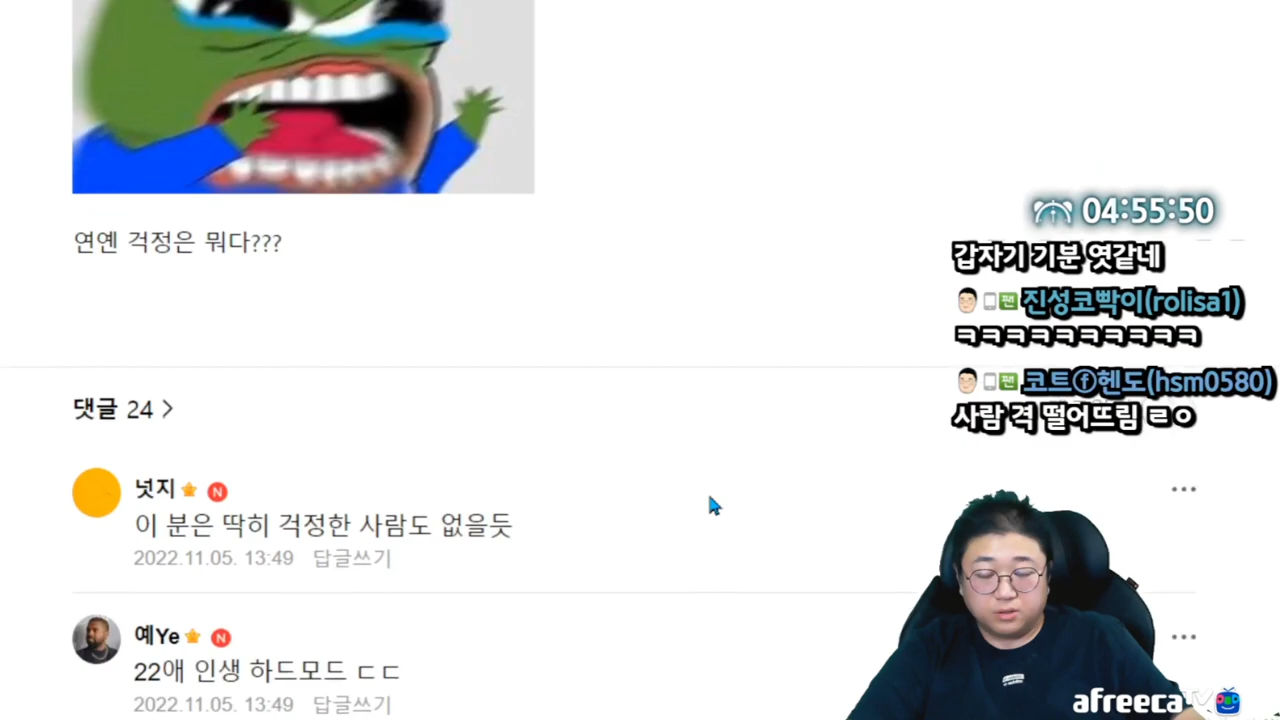 연옌 걱정은 뭐다???
댓글 24 >
넛지 N
이 분은 딱히 걱정한 사람도 없을듯
2022.11.05. 13:49 답글쓰기
예Ye N
22애 인생 하드모드 ㄷㄷ
2022.11.05. 13:49 답글쓰기
04:55:50
갑자기 기분 엿같네
팬 진성코빡이(rolisa1)
ㅋㅋㅋㅋㅋㅋㅋㅋㅋㅋ
팬 코트ⓕ헨도(hsm0580)
사람 격 떨어뜨림 ㄹㅇ
afreecaTV